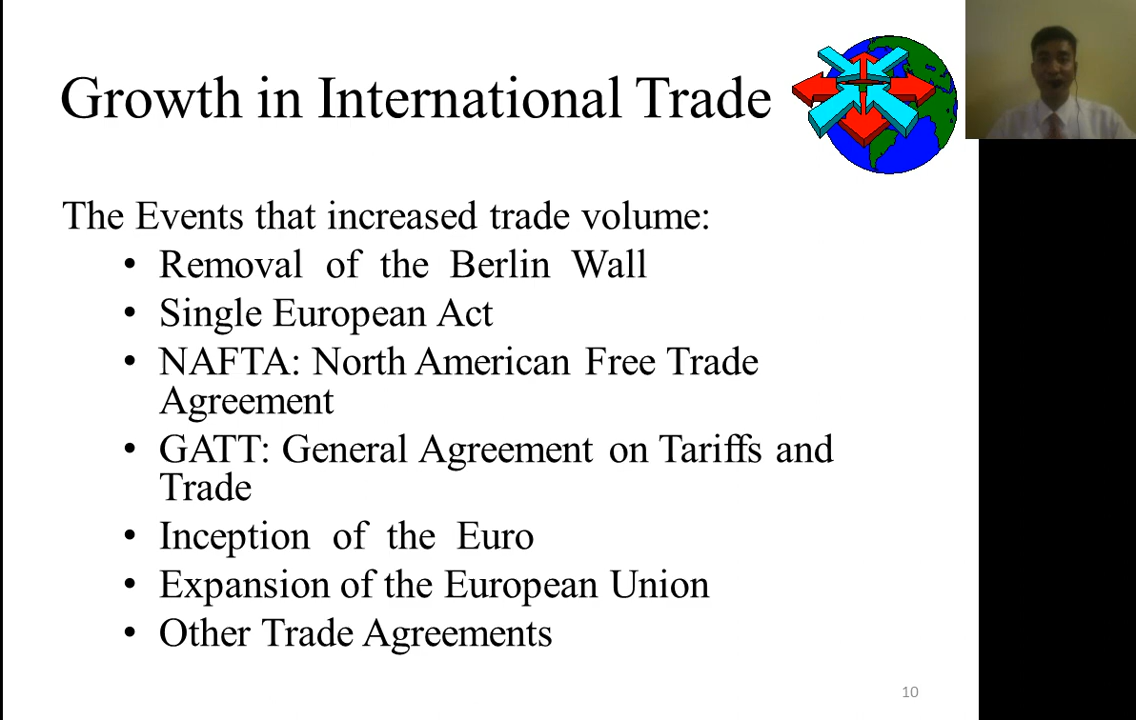 Growth in International Trade
The Events that increased trade volume:
• Removal of the Berlin Wall
• Single European Act
• NAFTA: North American Free Trade
Agreement
• GATT: General Agreement on Tariffs and
Trade
• Inception of the Euro
• Expansion of the European Union
• Other Trade Agreements
10